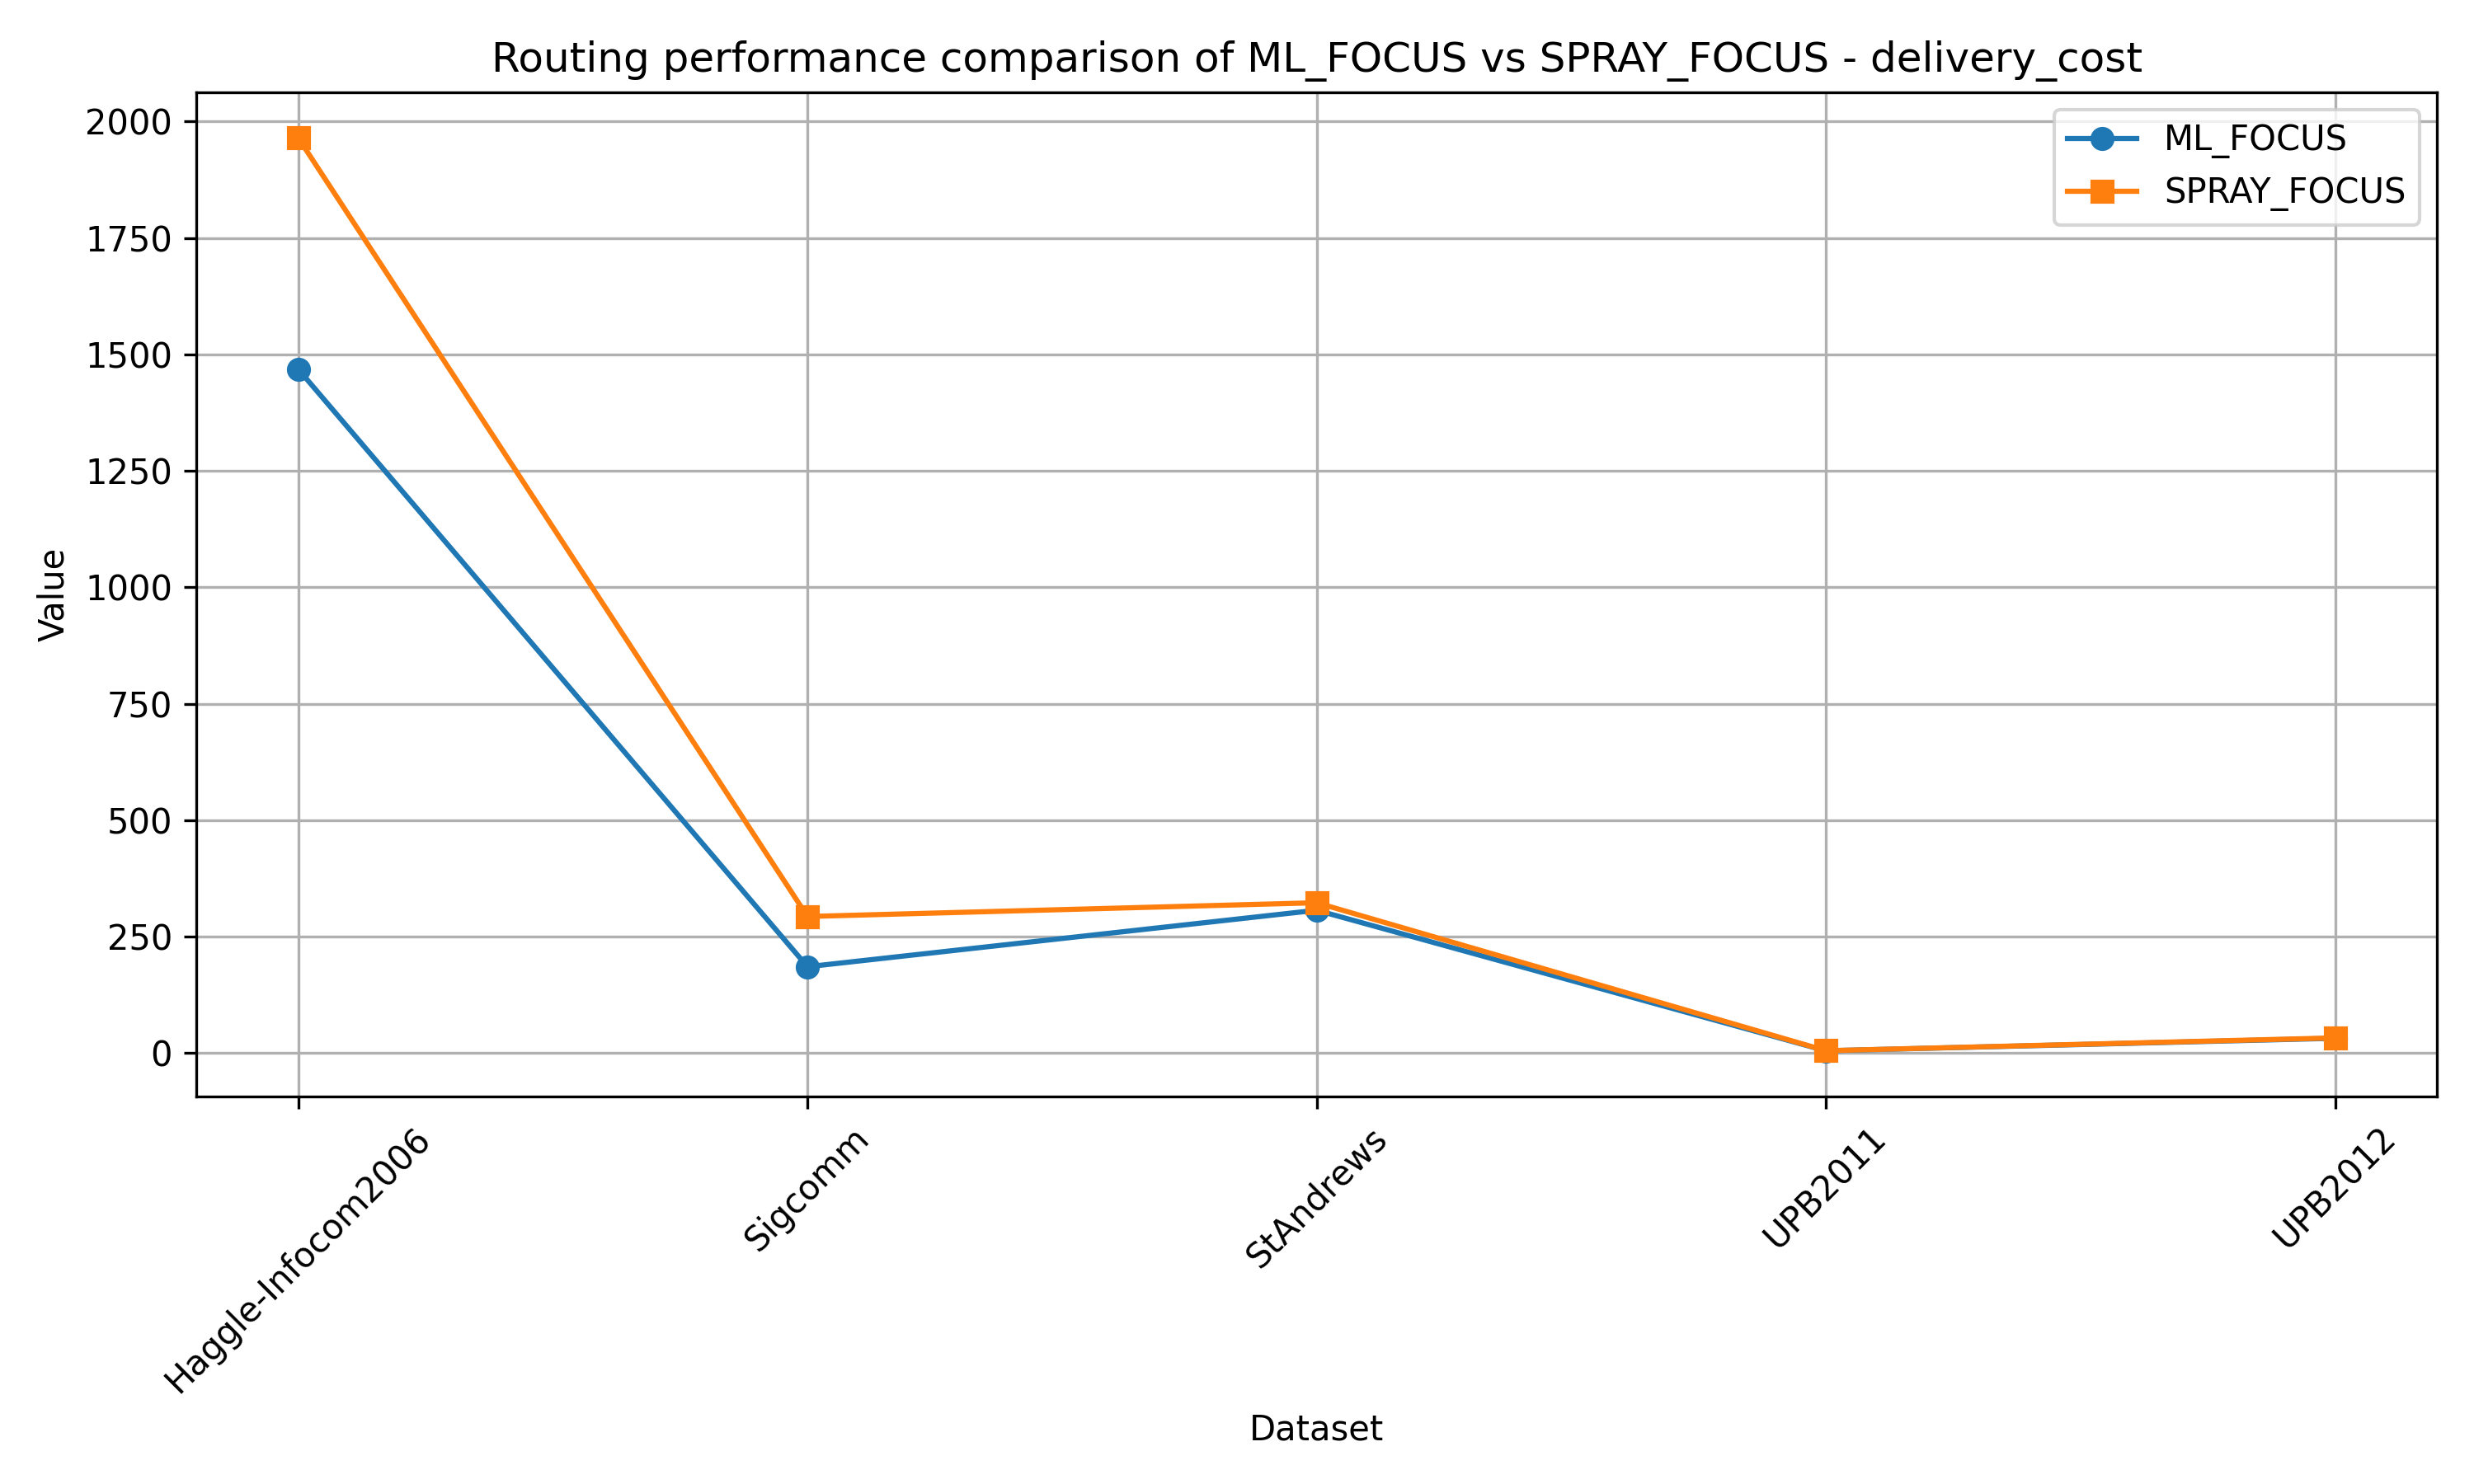 Routing performance comparison of ML_FOCUS vs SPRAY_FOCUS - delivery_cost
ML_FOCUS
SPRAY_FOCUS
2000
1750
1500
1250
1000
750
500
250
0
Value
Haggle-Infocom2006
Sigcomm
StAndrews
UPB2011
UPB2012
Dataset